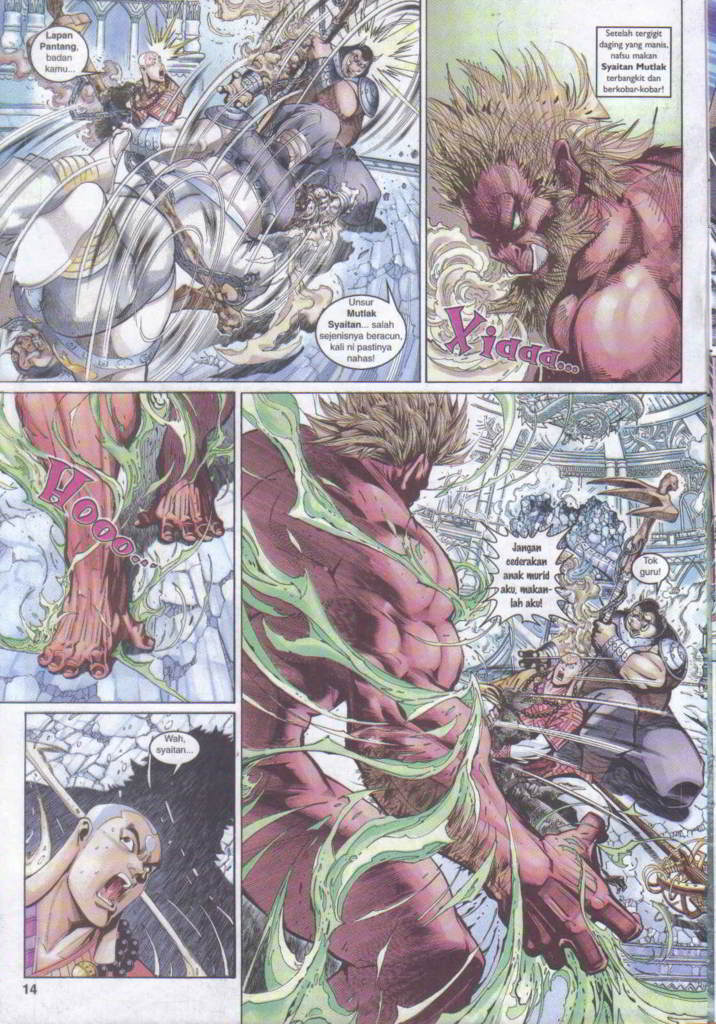 Lapan
Pantang,
badan
kamu...
Unsur
Mutlak
Syaitan... salah
sejenisnya beracun,
kali ni pastinya
nahas!
Setelah tergigit
daging yang manis,
nafsu makan
Syaitan Mutlak
terbangkit dan
berkobar-kobar!
Xiaaa...
Hooo...
Jangan
cederakan
anak murid
aku, makan-
lah aku!
Tok
guru!
Wah,
syaitan...
14